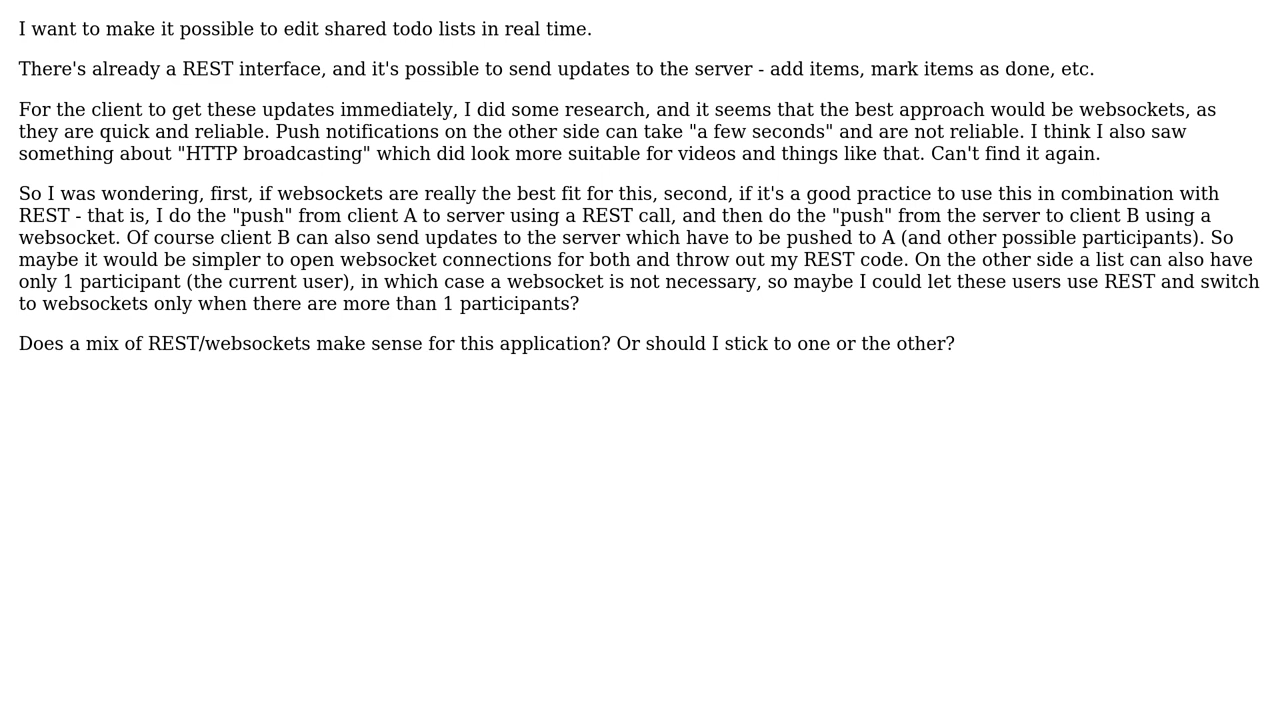 I want to make it possible to edit shared todo lists in real time.
There's already a REST interface, and it's possible to send updates to the server - add items, mark items as done, etc.
For the client to get these updates immediately, I did some research, and it seems that the best approach would be websockets, as
they are quick and reliable. Push notifications on the other side can take "a few seconds" and are not reliable. I think I also saw
something about "HTTP broadcasting" which did look more suitable for videos and things like that. Can't find it again.
So I was wondering, first, if websockets are really the best fit for this, second, if it's a good practice to use this in combination with
REST - that is, I do the "push" from client A to server using a REST call, and then do the "push" from the server to client B using a
websocket. Of course client B can also send updates to the server which have to be pushed to A (and other possible participants). So
maybe it would be simpler to open websocket connections for both and throw out my REST code. On the other side a list can also have
only 1 participant (the current user), in which case a websocket is not necessary, so maybe I could let these users use REST and switch
to websockets only when there are more than 1 participants?
Does a mix of REST/websockets make sense for this application? Or should I stick to one or the other?